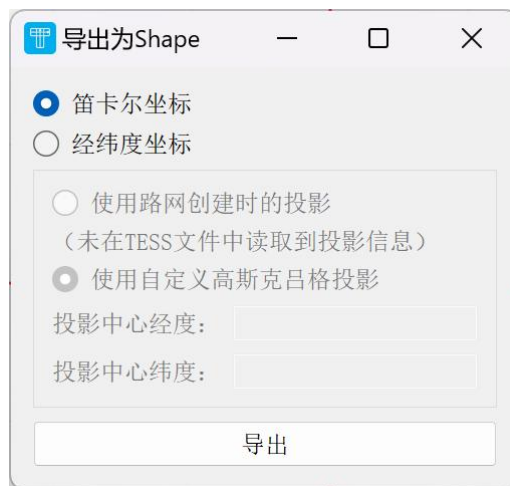 导出为Shape
笛卡尔坐标
经纬度坐标
使用路网创建时的投影
（未在TESS文件中读取到投影信息）
使用自定义高斯克吕格投影
投影中心经度：
投影中心纬度：
导出